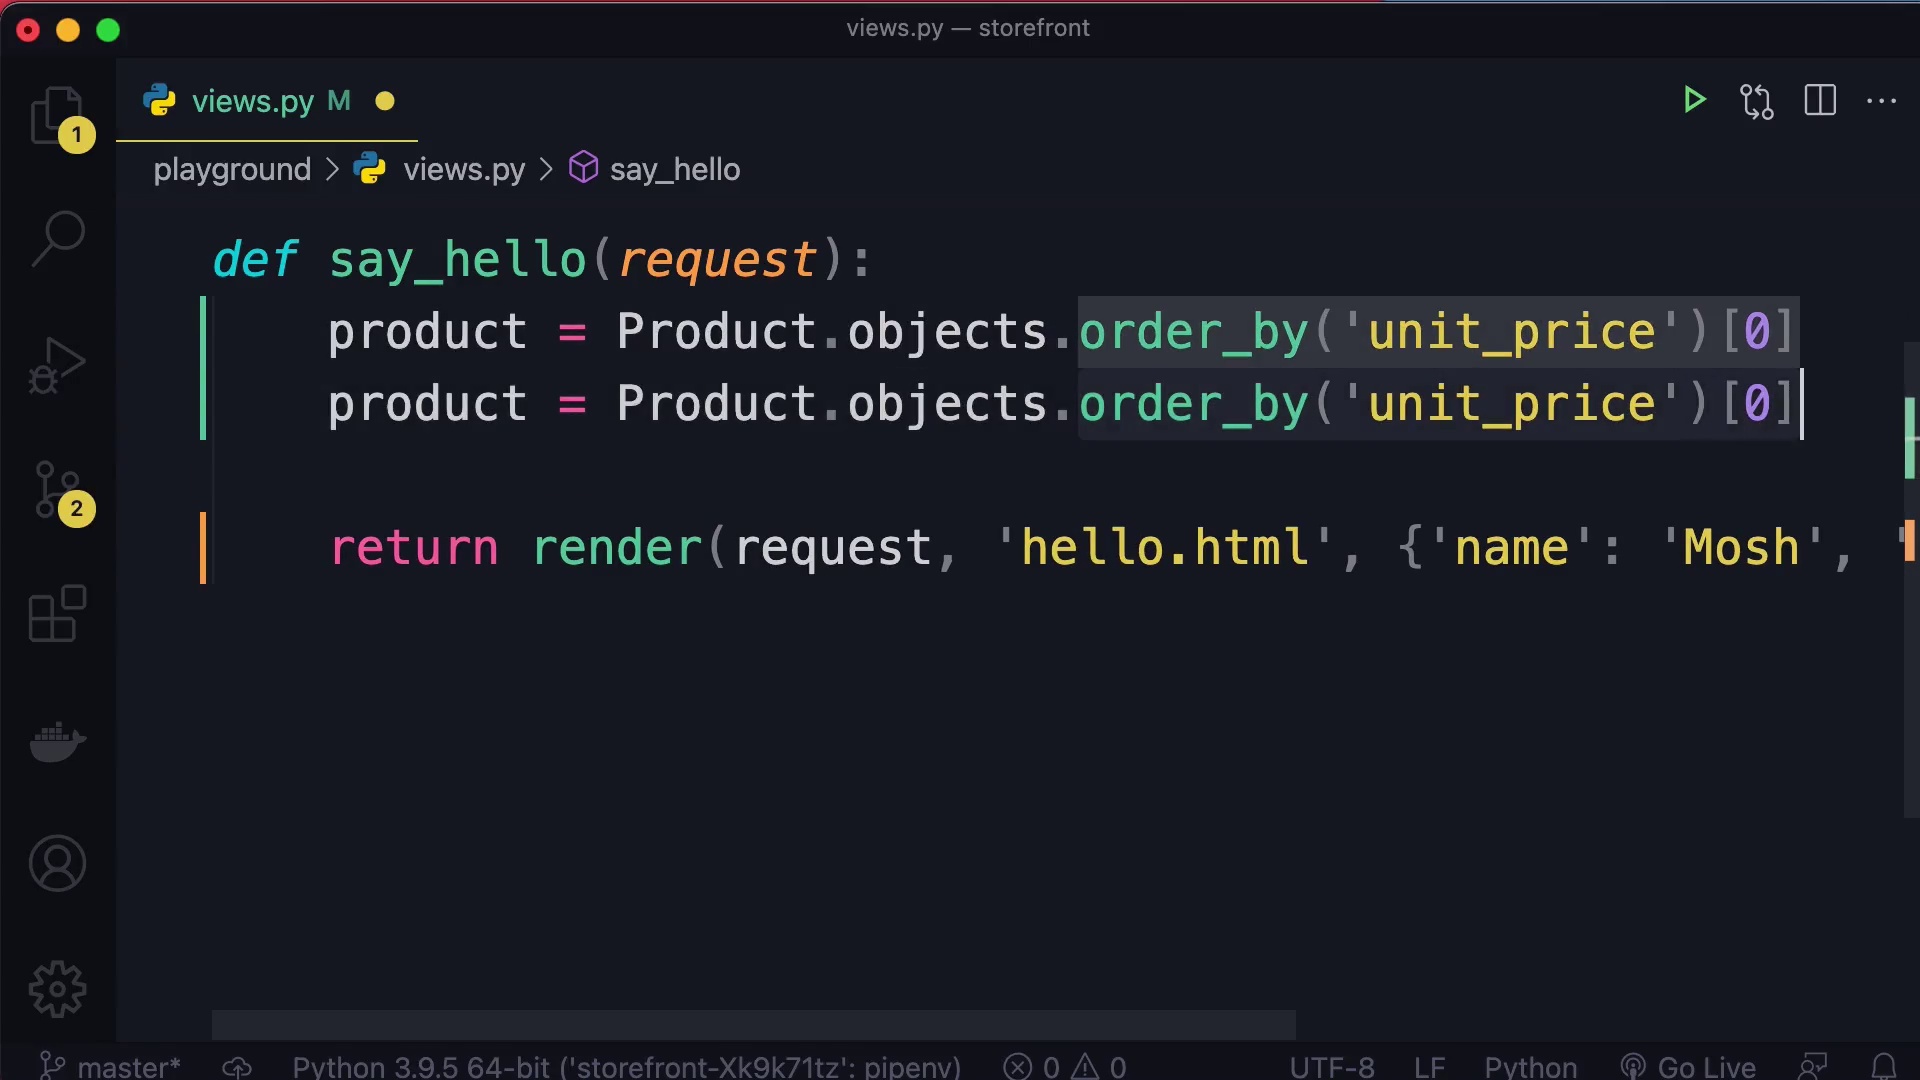 views.py — storefront
views.py M
1
playground > views.py > say_hello
def say_hello(request):
product = Product.objects.order_by('unit_price')[0]
product = Product.objects.order_by('unit_price')[0]
2
return render(request, 'hello.html', {'name': 'Mosh', '
master* Python 3.9.5 64-bit ('storefront-Xk9k71tz': pipenv) 0 0 UTF-8 LF Python Go Live